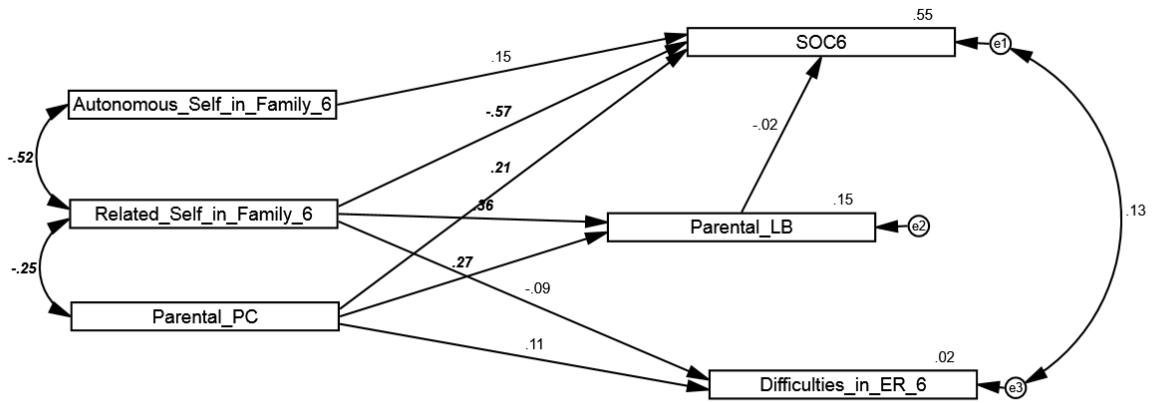 .55
SOC6
e1
.15
Autonomous_Self_in_Family_6
-.57
-.02
-.52
.21
.36
Related_Self_in_Family_6
.15
Parental_LB
e2
.13
-.25
.27
-.09
Parental_PC
.11
.02
Difficulties_in_ER_6
e3